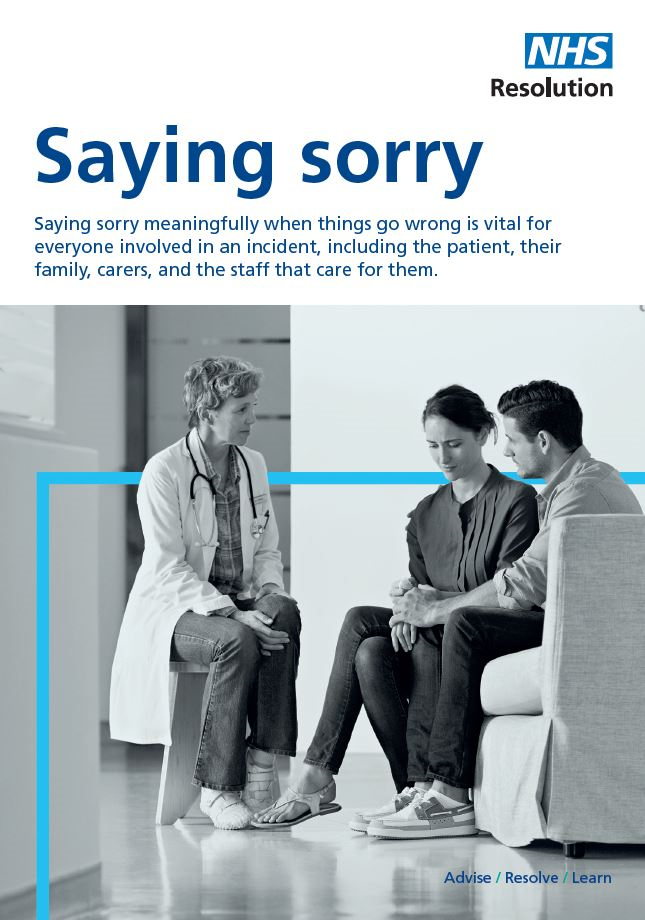 NHS
Resolution
Saying sorry
Saying sorry meaningfully when things go wrong is vital for
everyone involved in an incident, including the patient, their
family, carers, and the staff that care for them.
Advise / Resolve / Learn